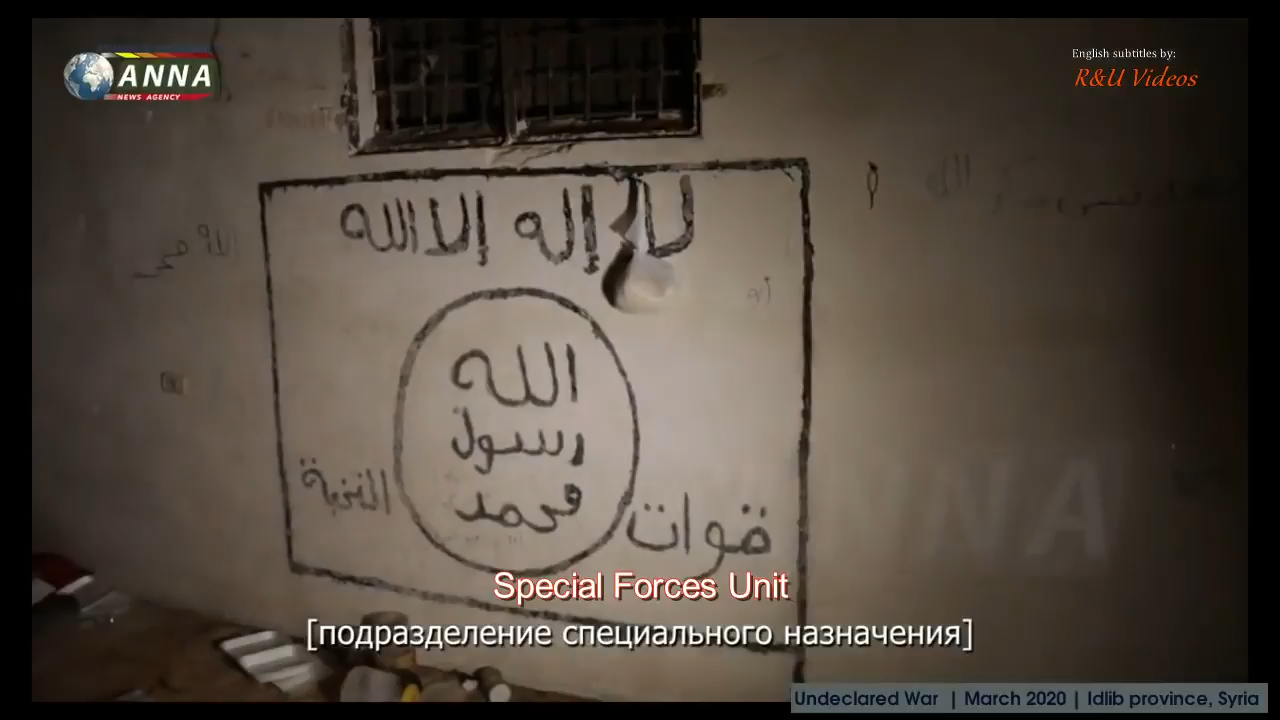 ANNA
NEWS AGENCY
English subtitles by:
R&U Videos
لا إله إلا الله
الله
رسول
محمد
قوات
النخبة
ANNA
Special Forces Unit
[подразделение специального назначения]
Undeclared War | March 2020 | Idlib province, Syria